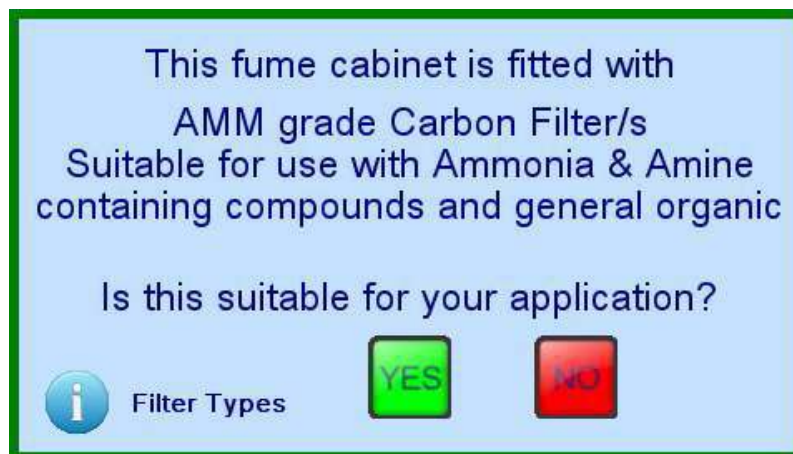 This fume cabinet is fitted with
AMM grade Carbon Filter/s
Suitable for use with Ammonia & Amine
containing compounds and general organic
Is this suitable for your application?
YES
NO
i
Filter Types